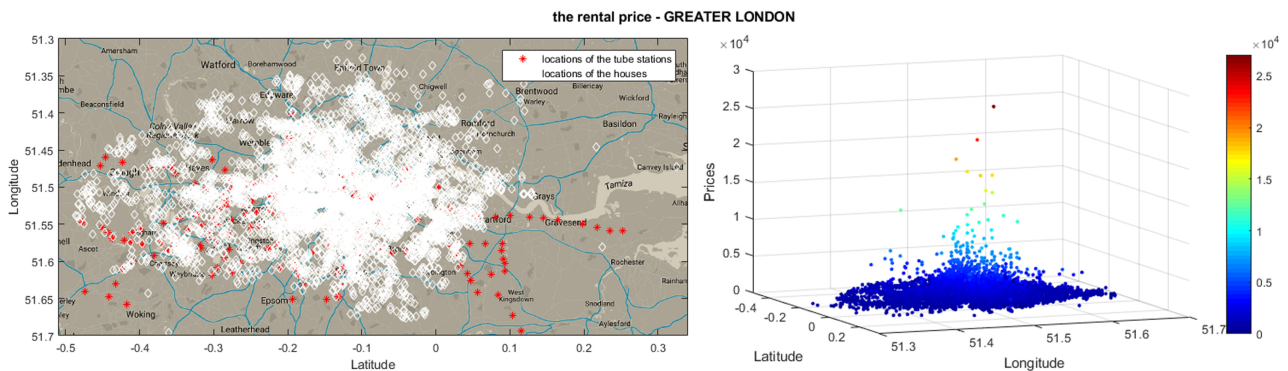 the rental price - GREATER LONDON
51.3
51.35
51.4
51.45
51.5
51.55
51.6
51.65
51.7
Longitude
-0.5
-0.4
-0.3
-0.2
-0.1
0
0.1
0.2
0.3
Latitude
locations of the tube stations
locations of the houses
Amersham
Watford
Borehamwood
Chigwell
Brentwood
Warley
Billericay
Wickford
Rayleigh
Beaconsfield
Romford
Basildon
Canvey Island
Tamiza
Grays
Gravesend
Ascot
Rochester
West
Kingsdown
Snodland
Aylesford
Epsom
Leatherhead
Woking
×10⁴
3
2.5
2
1.5
1
0.5
0
Prices
-0.4
-0.2
0
0.2
Latitude
51.3
51.4
51.5
51.6
51.7
Longitude
×10⁴
2.5
2
1.5
1
0.5
0